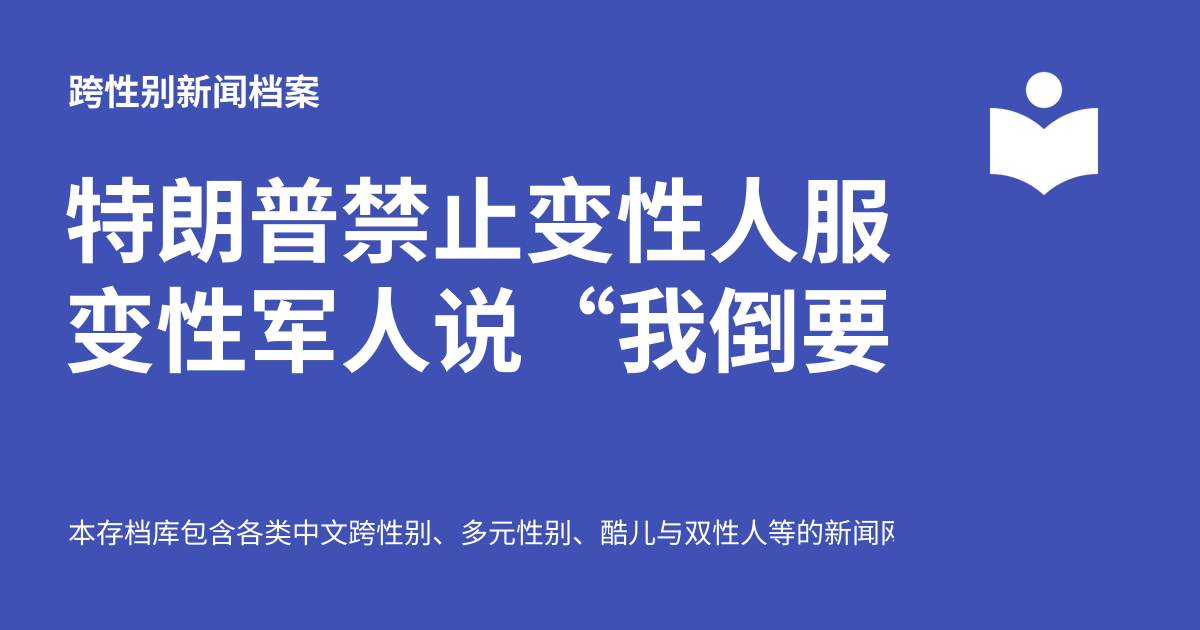 跨性别新闻档案
特朗普禁止变性人服
变性军人说“我倒要
本存档库包含各类中文跨性别、多元性别、酷儿与双性人等的新闻网